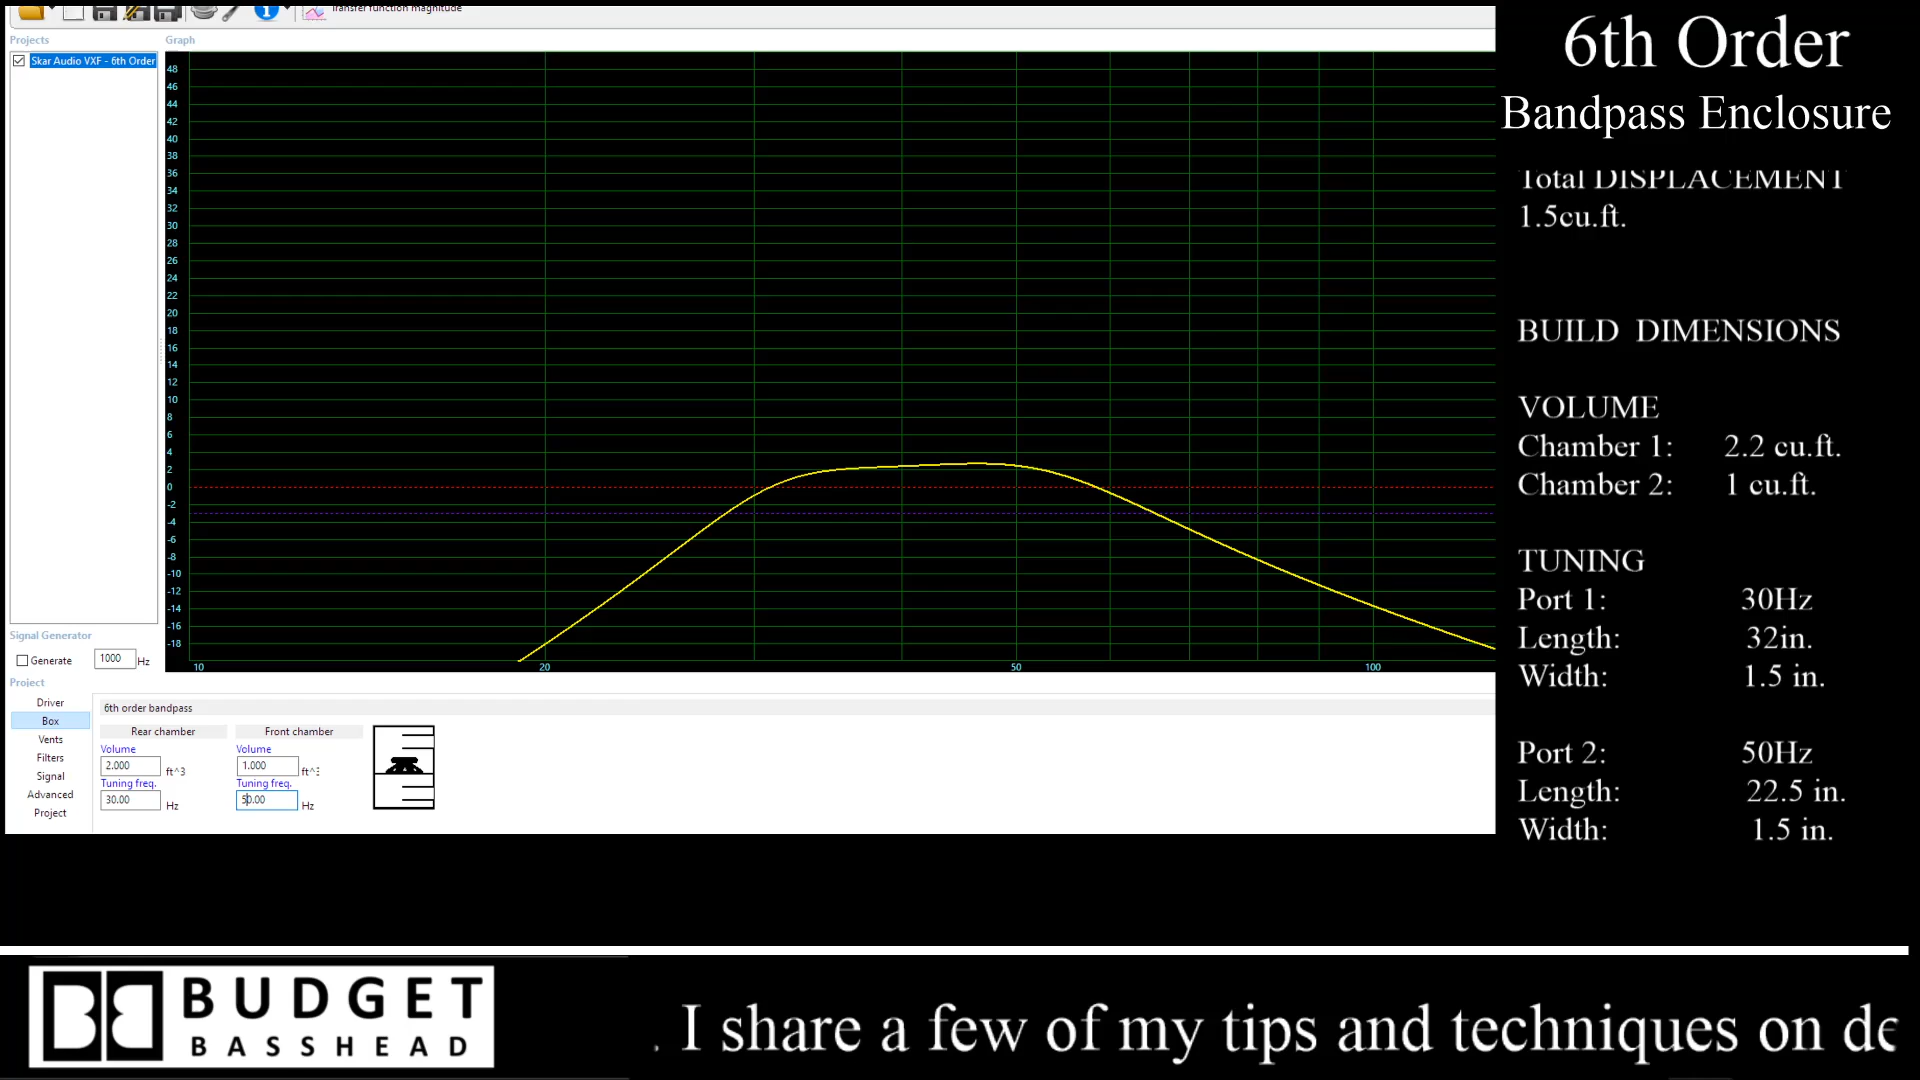 Transfer function magnitude
Projects
Graph
Skar Audio VXF - 6th Order
48
46
44
42
40
38
36
34
32
30
28
26
24
22
20
18
16
14
12
10
8
6
4
2
0
-2
-4
-6
-8
-10
-12
-14
-16
-18
10 20 50 100
Signal Generator
Generate 1000 Hz
Project
Driver
Box
Vents
Filters
Signal
Advanced
Project
6th order bandpass
Rear chamber Front chamber
Volume Volume
2.000 ft^3 1.000
Tuning freq. Tuning freq.
30.00 Hz 50.00 Hz
6th Order
Bandpass Enclosure
Total DISPLACEMENT
1.5cu.ft.
BUILD DIMENSIONS
VOLUME
Chamber 1: 2.2 cu.ft.
Chamber 2: 1 cu.ft.
TUNING
Port 1: 30Hz
Length: 32in.
Width: 1.5 in.
Port 2: 50Hz
Length: 22.5 in.
Width: 1.5 in.
BUDGET
BASSHEAD
. I share a few of my tips and techniques on de